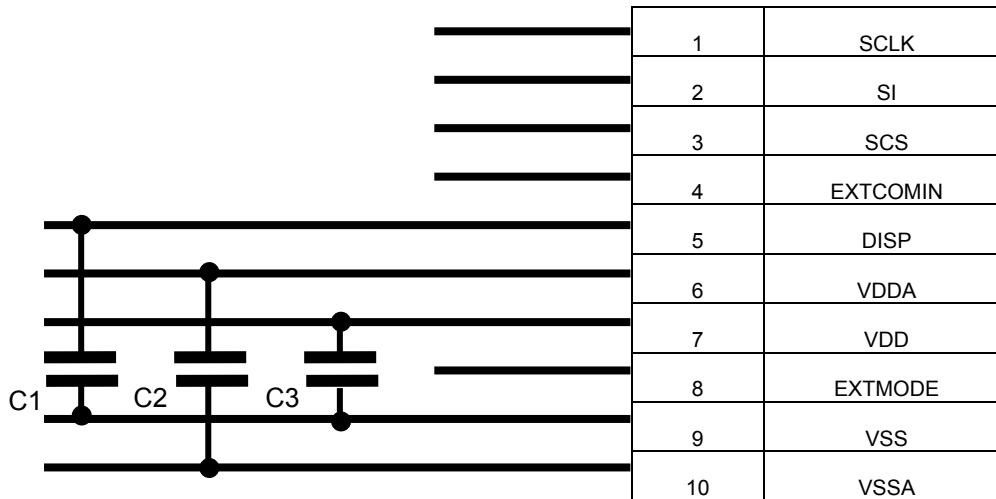 1 SCLK
2 SI
3 SCS
4 EXTCOMIN
5 DISP
6 VDDA
7 VDD
8 EXTMODE
9 VSS
10 VSSA
C1 C2 C3